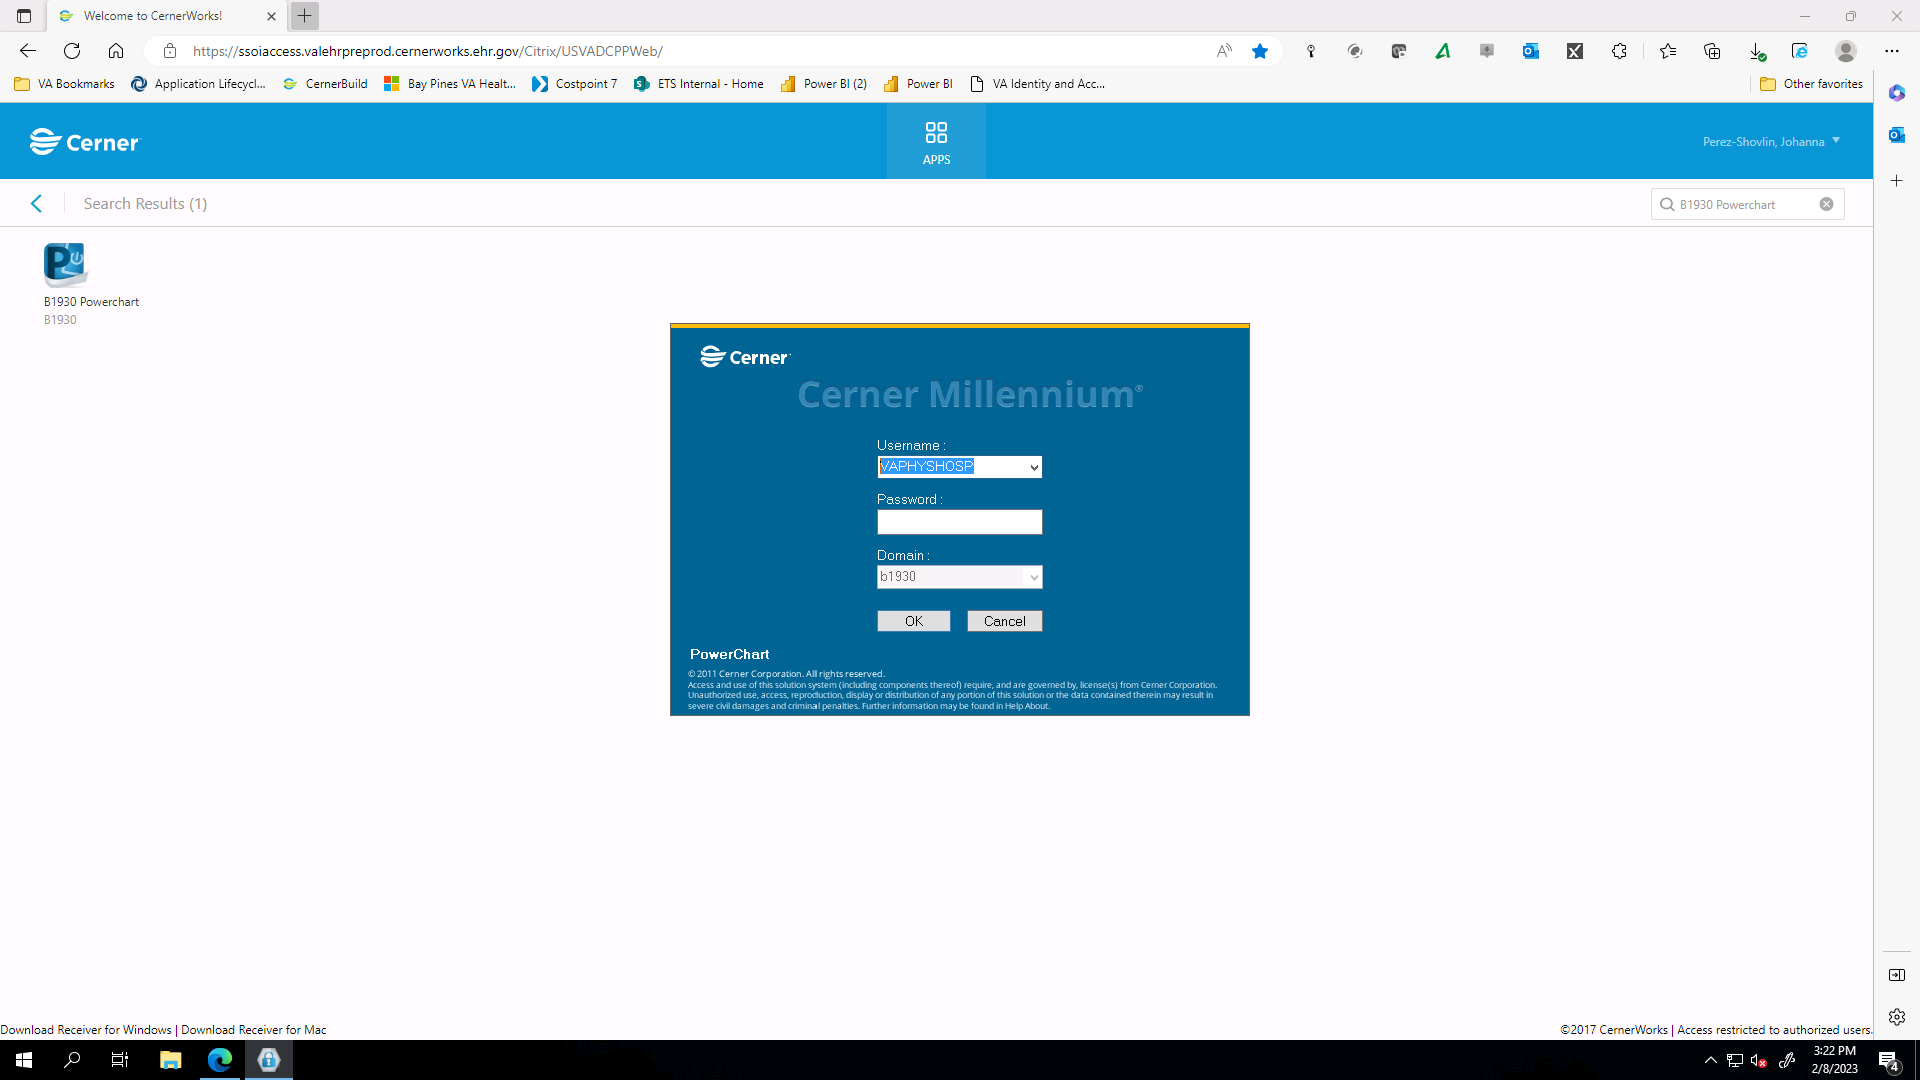 Welcome to CernerWorks!
https://ssoiaccess.valehrpreprod.cernerworks.ehr.gov/Citrix/USVADCPPWeb/
VA Bookmarks
Application Lifecycl...
CernerBuild
Bay Pines VA Healt...
Costpoint 7
ETS Internal - Home
Power BI (2)
Power BI
VA Identity and Acc...
Other favorites
Cerner
APPS
Perez-Shovlin, Johanna
Search Results (1)
B1930 Powerchart
B1930 Powerchart
B1930
Cerner
Cerner Millennium®
Username :
VAPHYSHOSP
Password :
Domain :
b1930
OK
Cancel
PowerChart
© 2011 Cerner Corporation. All rights reserved.
Access and use of this solution system (including components thereof) require, and are governed by, license(s) from Cerner Corporation.
Unauthorized use, access, reproduction, display or distribution of any portion of this solution or the data contained therein may result in
severe civil damages and criminal penalties. Further information may be found in Help About.
Download Receiver for Windows | Download Receiver for Mac
©2017 CernerWorks | Access restricted to authorized users.
3:22 PM
2/8/2023
4